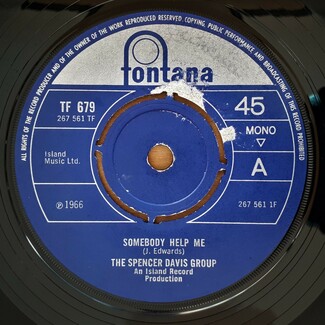 ALL RIGHTS OF THE RECORD PRODUCER AND OF THE OWNER OF THE WORK REPRODUCED RESERVED. COPYING, PUBLIC PERFORMANCE AND BROADCASTING OF THIS RECORD PROHIBITED
fontana
TF 679
267 561 TF
45
MONO
Island
Music Ltd.
A
℗ 1966
267 561 1F
SOMEBODY HELP ME
(J. Edwards)
THE SPENCER DAVIS GROUP
An Island Record
Production